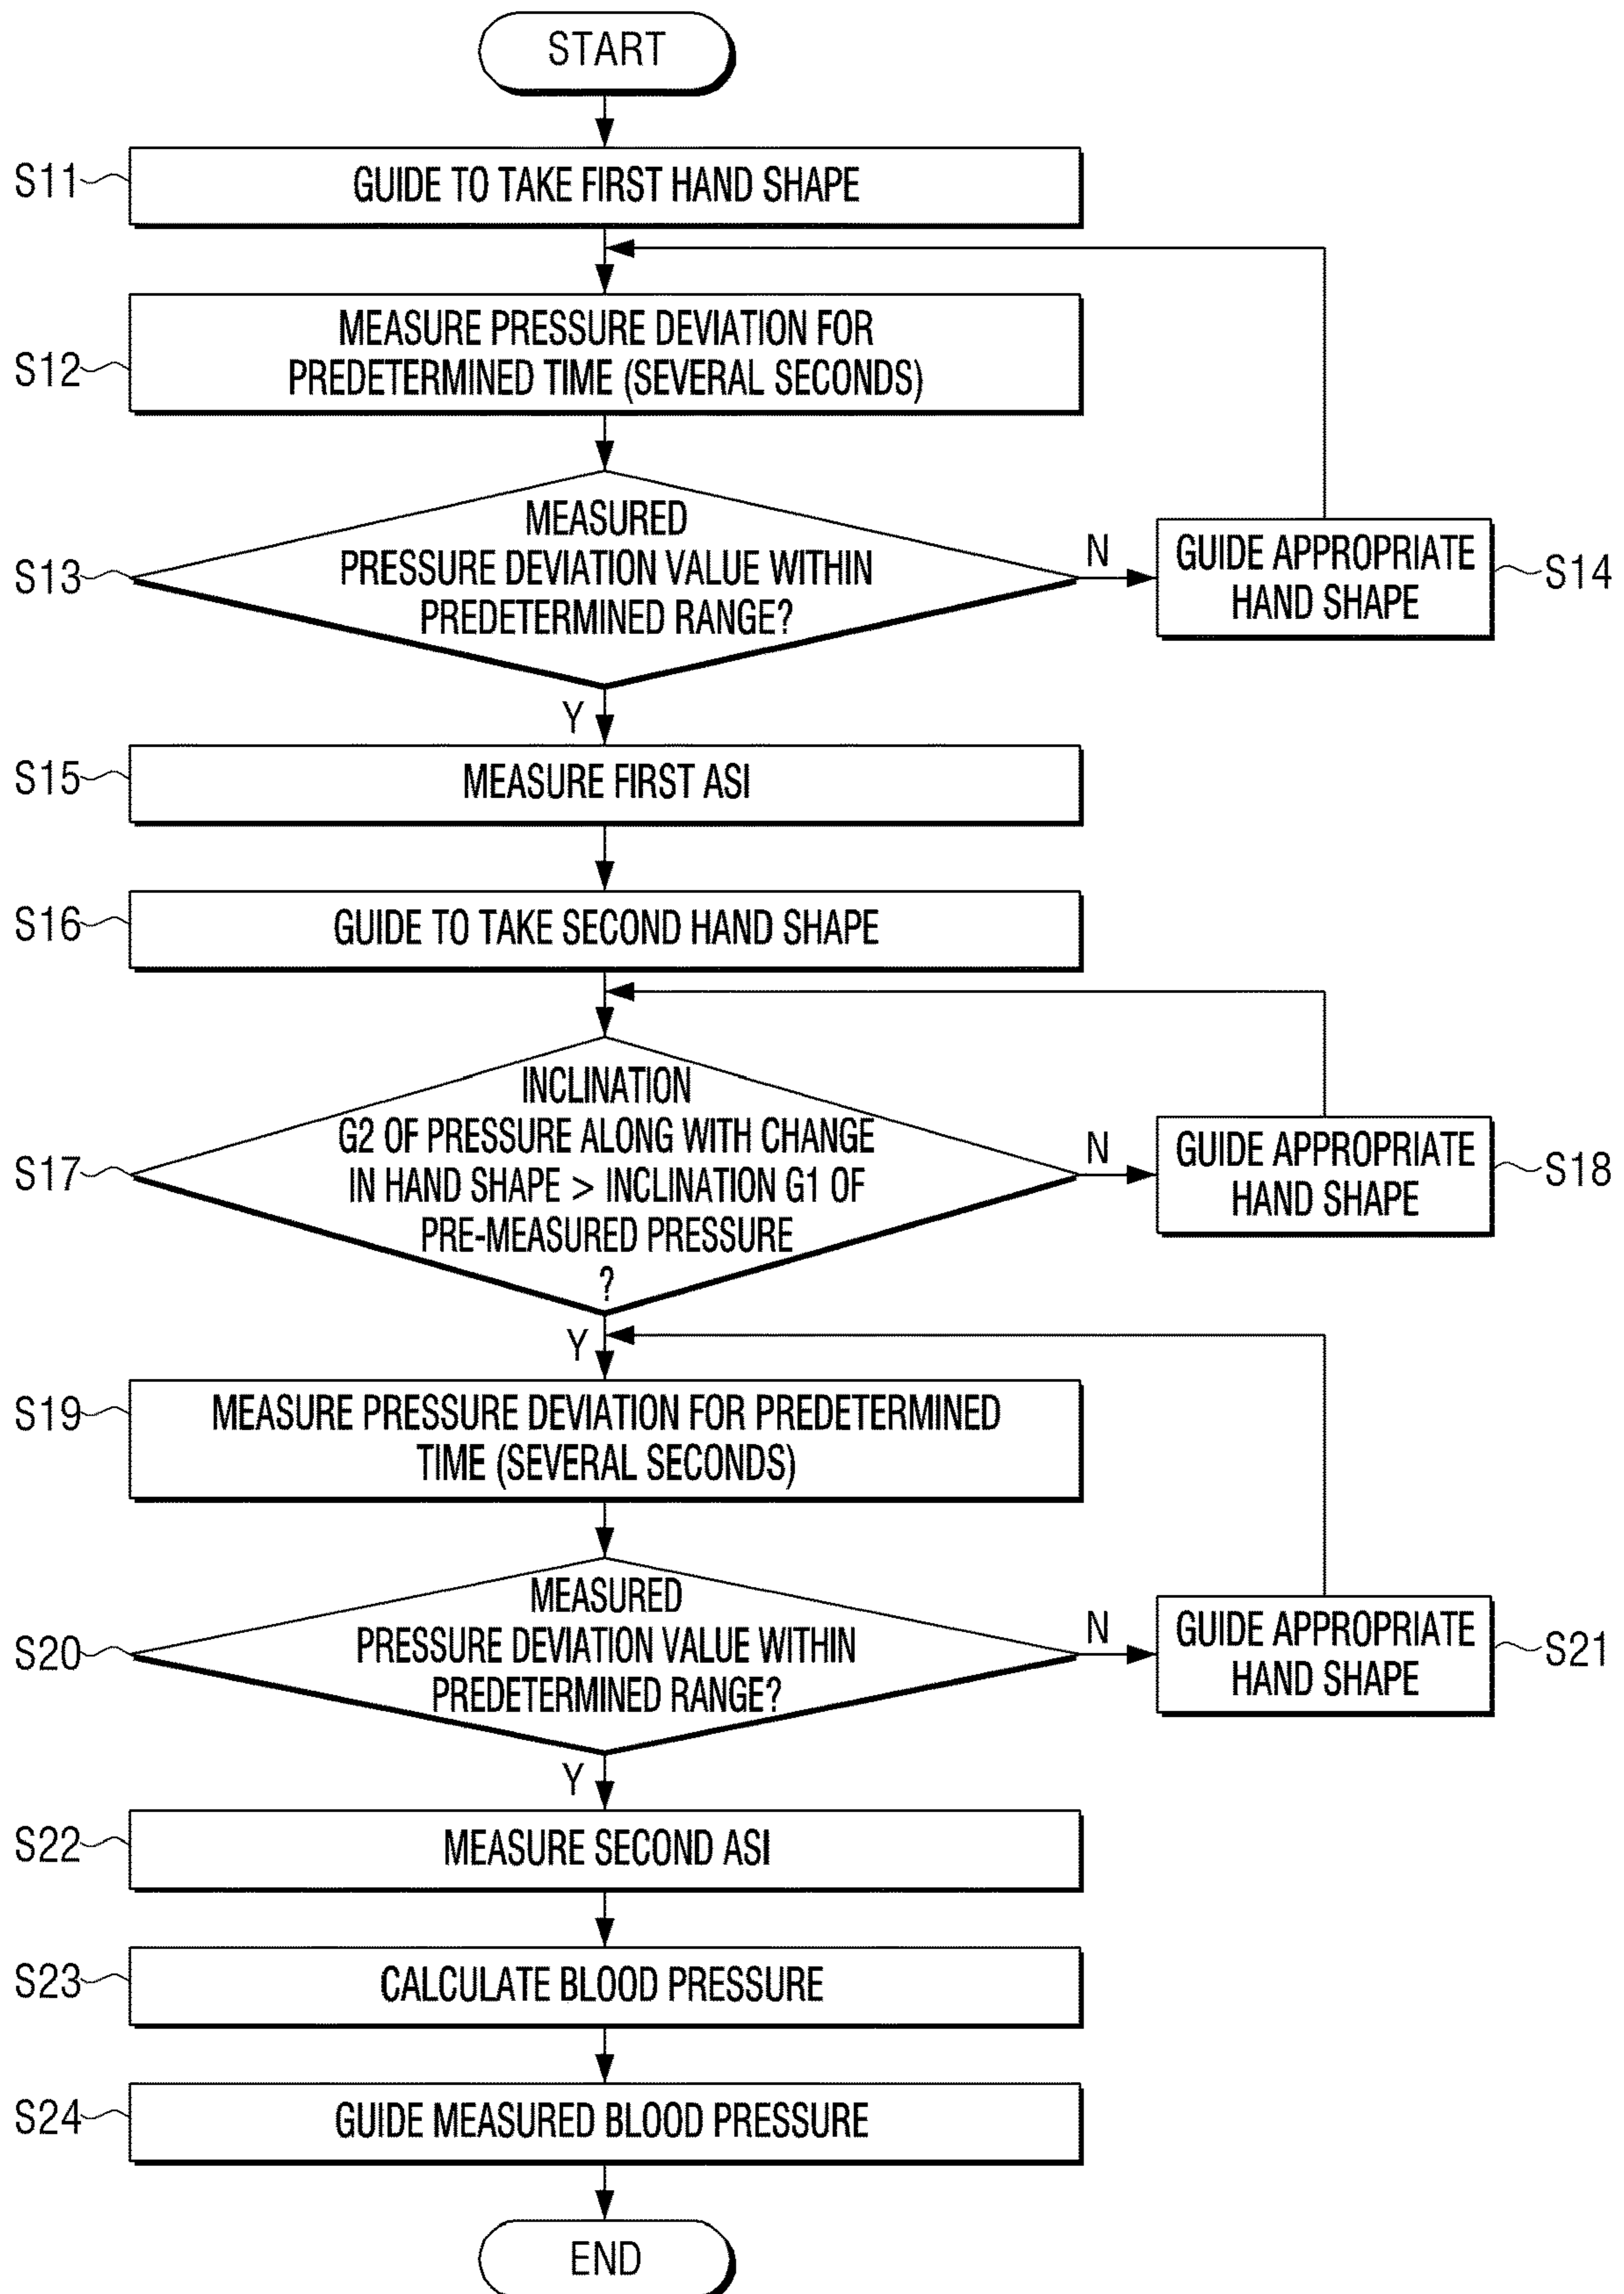 START
S11
GUIDE TO TAKE FIRST HAND SHAPE
S12
MEASURE PRESSURE DEVIATION FOR
PREDETERMINED TIME (SEVERAL SECONDS)
S13
MEASURED
PRESSURE DEVIATION VALUE WITHIN
PREDETERMINED RANGE?
N
GUIDE APPROPRIATE
HAND SHAPE
S14
Y
S15
MEASURE FIRST ASI
S16
GUIDE TO TAKE SECOND HAND SHAPE
S17
INCLINATION
G2 OF PRESSURE ALONG WITH CHANGE
IN HAND SHAPE > INCLINATION G1 OF
PRE-MEASURED PRESSURE
?
N
GUIDE APPROPRIATE
HAND SHAPE
S18
Y
S19
MEASURE PRESSURE DEVIATION FOR PREDETERMINED
TIME (SEVERAL SECONDS)
S20
MEASURED
PRESSURE DEVIATION VALUE WITHIN
PREDETERMINED RANGE?
N
GUIDE APPROPRIATE
HAND SHAPE
S21
Y
S22
MEASURE SECOND ASI
S23
CALCULATE BLOOD PRESSURE
S24
GUIDE MEASURED BLOOD PRESSURE
END